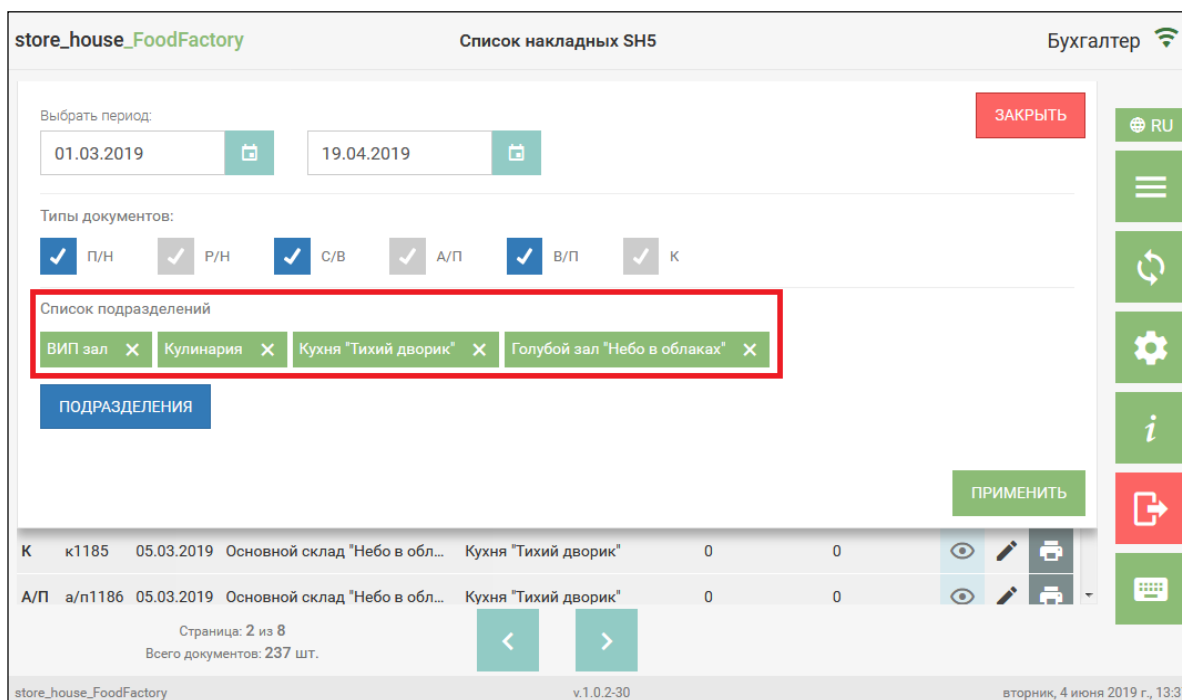 store_house_FoodFactory Список накладных SH5 Бухгалтер
ЗАКРЫТЬ
Выбрать период:
RU
01.03.2019 19.04.2019
Типы документов:
П/Н Р/Н С/В А/П В/П К
Список подразделений
ВИП зал Кулинария Кухня "Тихий дворик" Голубой зал "Небо в облаках"
ПОДРАЗДЕЛЕНИЯ
i
ПРИМЕНИТЬ
К к1185 05.03.2019 Основной склад "Небо в обл... Кухня "Тихий дворик" 0 0
А/П а/п1186 05.03.2019 Основной склад "Небо в обл... Кухня "Тихий дворик" 0 0
Страница: 2 из 8
Всего документов: 237 шт.
store_house_FoodFactory v.1.0.2-30 вторник, 4 июня 2019 г., 13:3